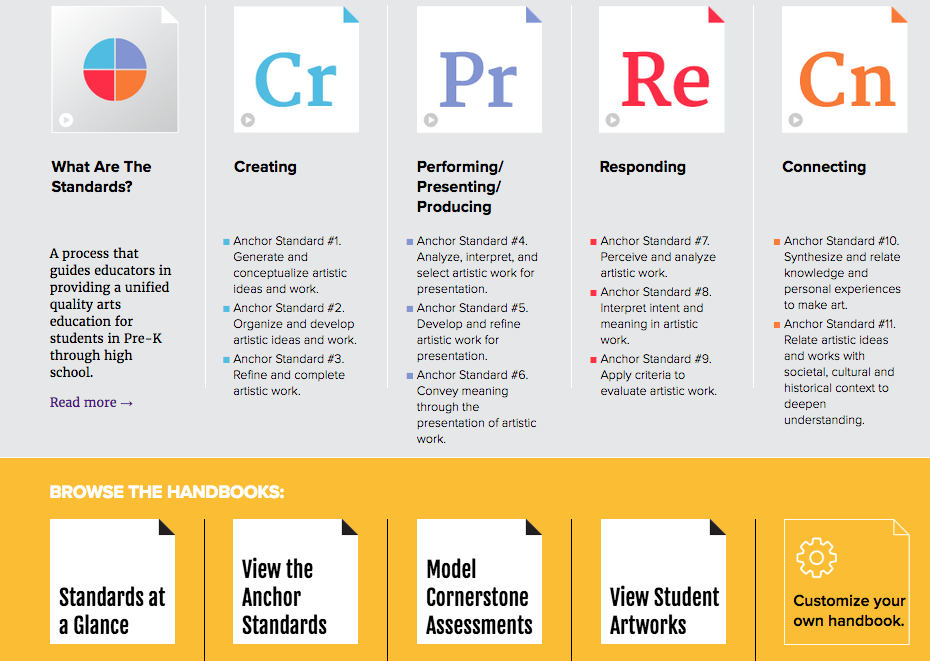 Cr
Pr
Re
Cn
What Are The
Standards?
A process that
guides educators in
providing a unified
quality arts
education for
students in Pre-K
through high
school.
Read more →
Creating
Anchor Standard #1.
Generate and
conceptualize artistic
ideas and work.
Anchor Standard #2.
Organize and develop
artistic ideas and work.
Anchor Standard #3.
Refine and complete
artistic work.
Performing/
Presenting/
Producing
Anchor Standard #4.
Analyze, interpret, and
select artistic work for
presentation.
Anchor Standard #5.
Develop and refine
artistic work for
presentation.
Anchor Standard #6.
Convey meaning
through the
presentation of artistic
work.
Responding
Anchor Standard #7.
Perceive and analyze
artistic work.
Anchor Standard #8.
Interpret intent and
meaning in artistic
work.
Anchor Standard #9.
Apply criteria to
evaluate artistic work.
Connecting
Anchor Standard #10.
Synthesize and relate
knowledge and
personal experiences
to make art.
Anchor Standard #11.
Relate artistic ideas
and works with
societal, cultural and
historical context to
deepen
understanding.
BROWSE THE HANDBOOKS:
Standards at
a Glance
View the
Anchor
Standards
Model
Cornerstone
Assessments
View Student
Artworks
Customize your
own handbook.